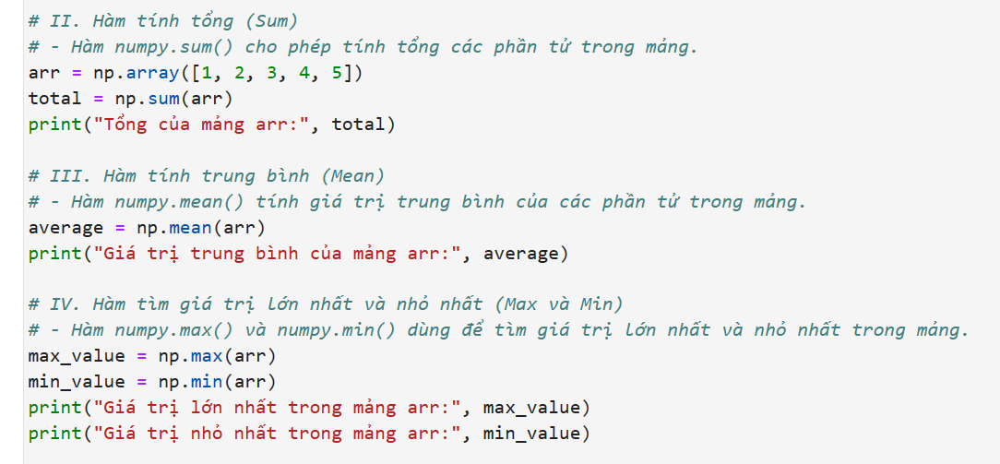 # II. Hàm tính tổng (Sum)
# - Hàm numpy.sum() cho phép tính tổng các phần tử trong mảng.
arr = np.array([1, 2, 3, 4, 5])
total = np.sum(arr)
print("Tổng của mảng arr:", total)
# III. Hàm tính trung bình (Mean)
# - Hàm numpy.mean() tính giá trị trung bình của các phần tử trong mảng.
average = np.mean(arr)
print("Giá trị trung bình của mảng arr:", average)
# IV. Hàm tìm giá trị lớn nhất và nhỏ nhất (Max và Min)
# - Hàm numpy.max() và numpy.min() dùng để tìm giá trị lớn nhất và nhỏ nhất trong mảng.
max_value = np.max(arr)
min_value = np.min(arr)
print("Giá trị lớn nhất trong mảng arr:", max_value)
print("Giá trị nhỏ nhất trong mảng arr:", min_value)